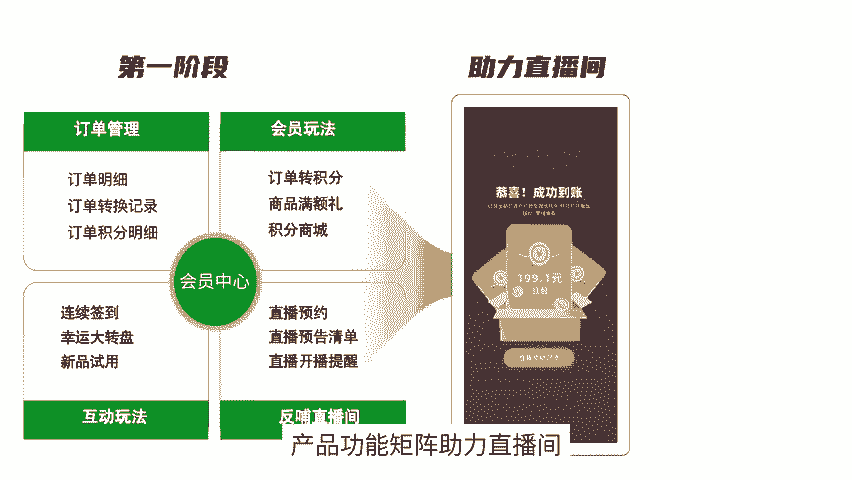 第一阶段
助力直播间
订单管理
订单明细
订单转换记录
订单积分明细
会员玩法
订单转积分
商品满额礼
积分商城
会员中心
连续签到
幸运大转盘
新品试用
互动玩法
直播预约
直播预告清单
直播开播提醒
反哺直播间
恭喜！成功到账
199.1元
产品功能矩阵助力直播间